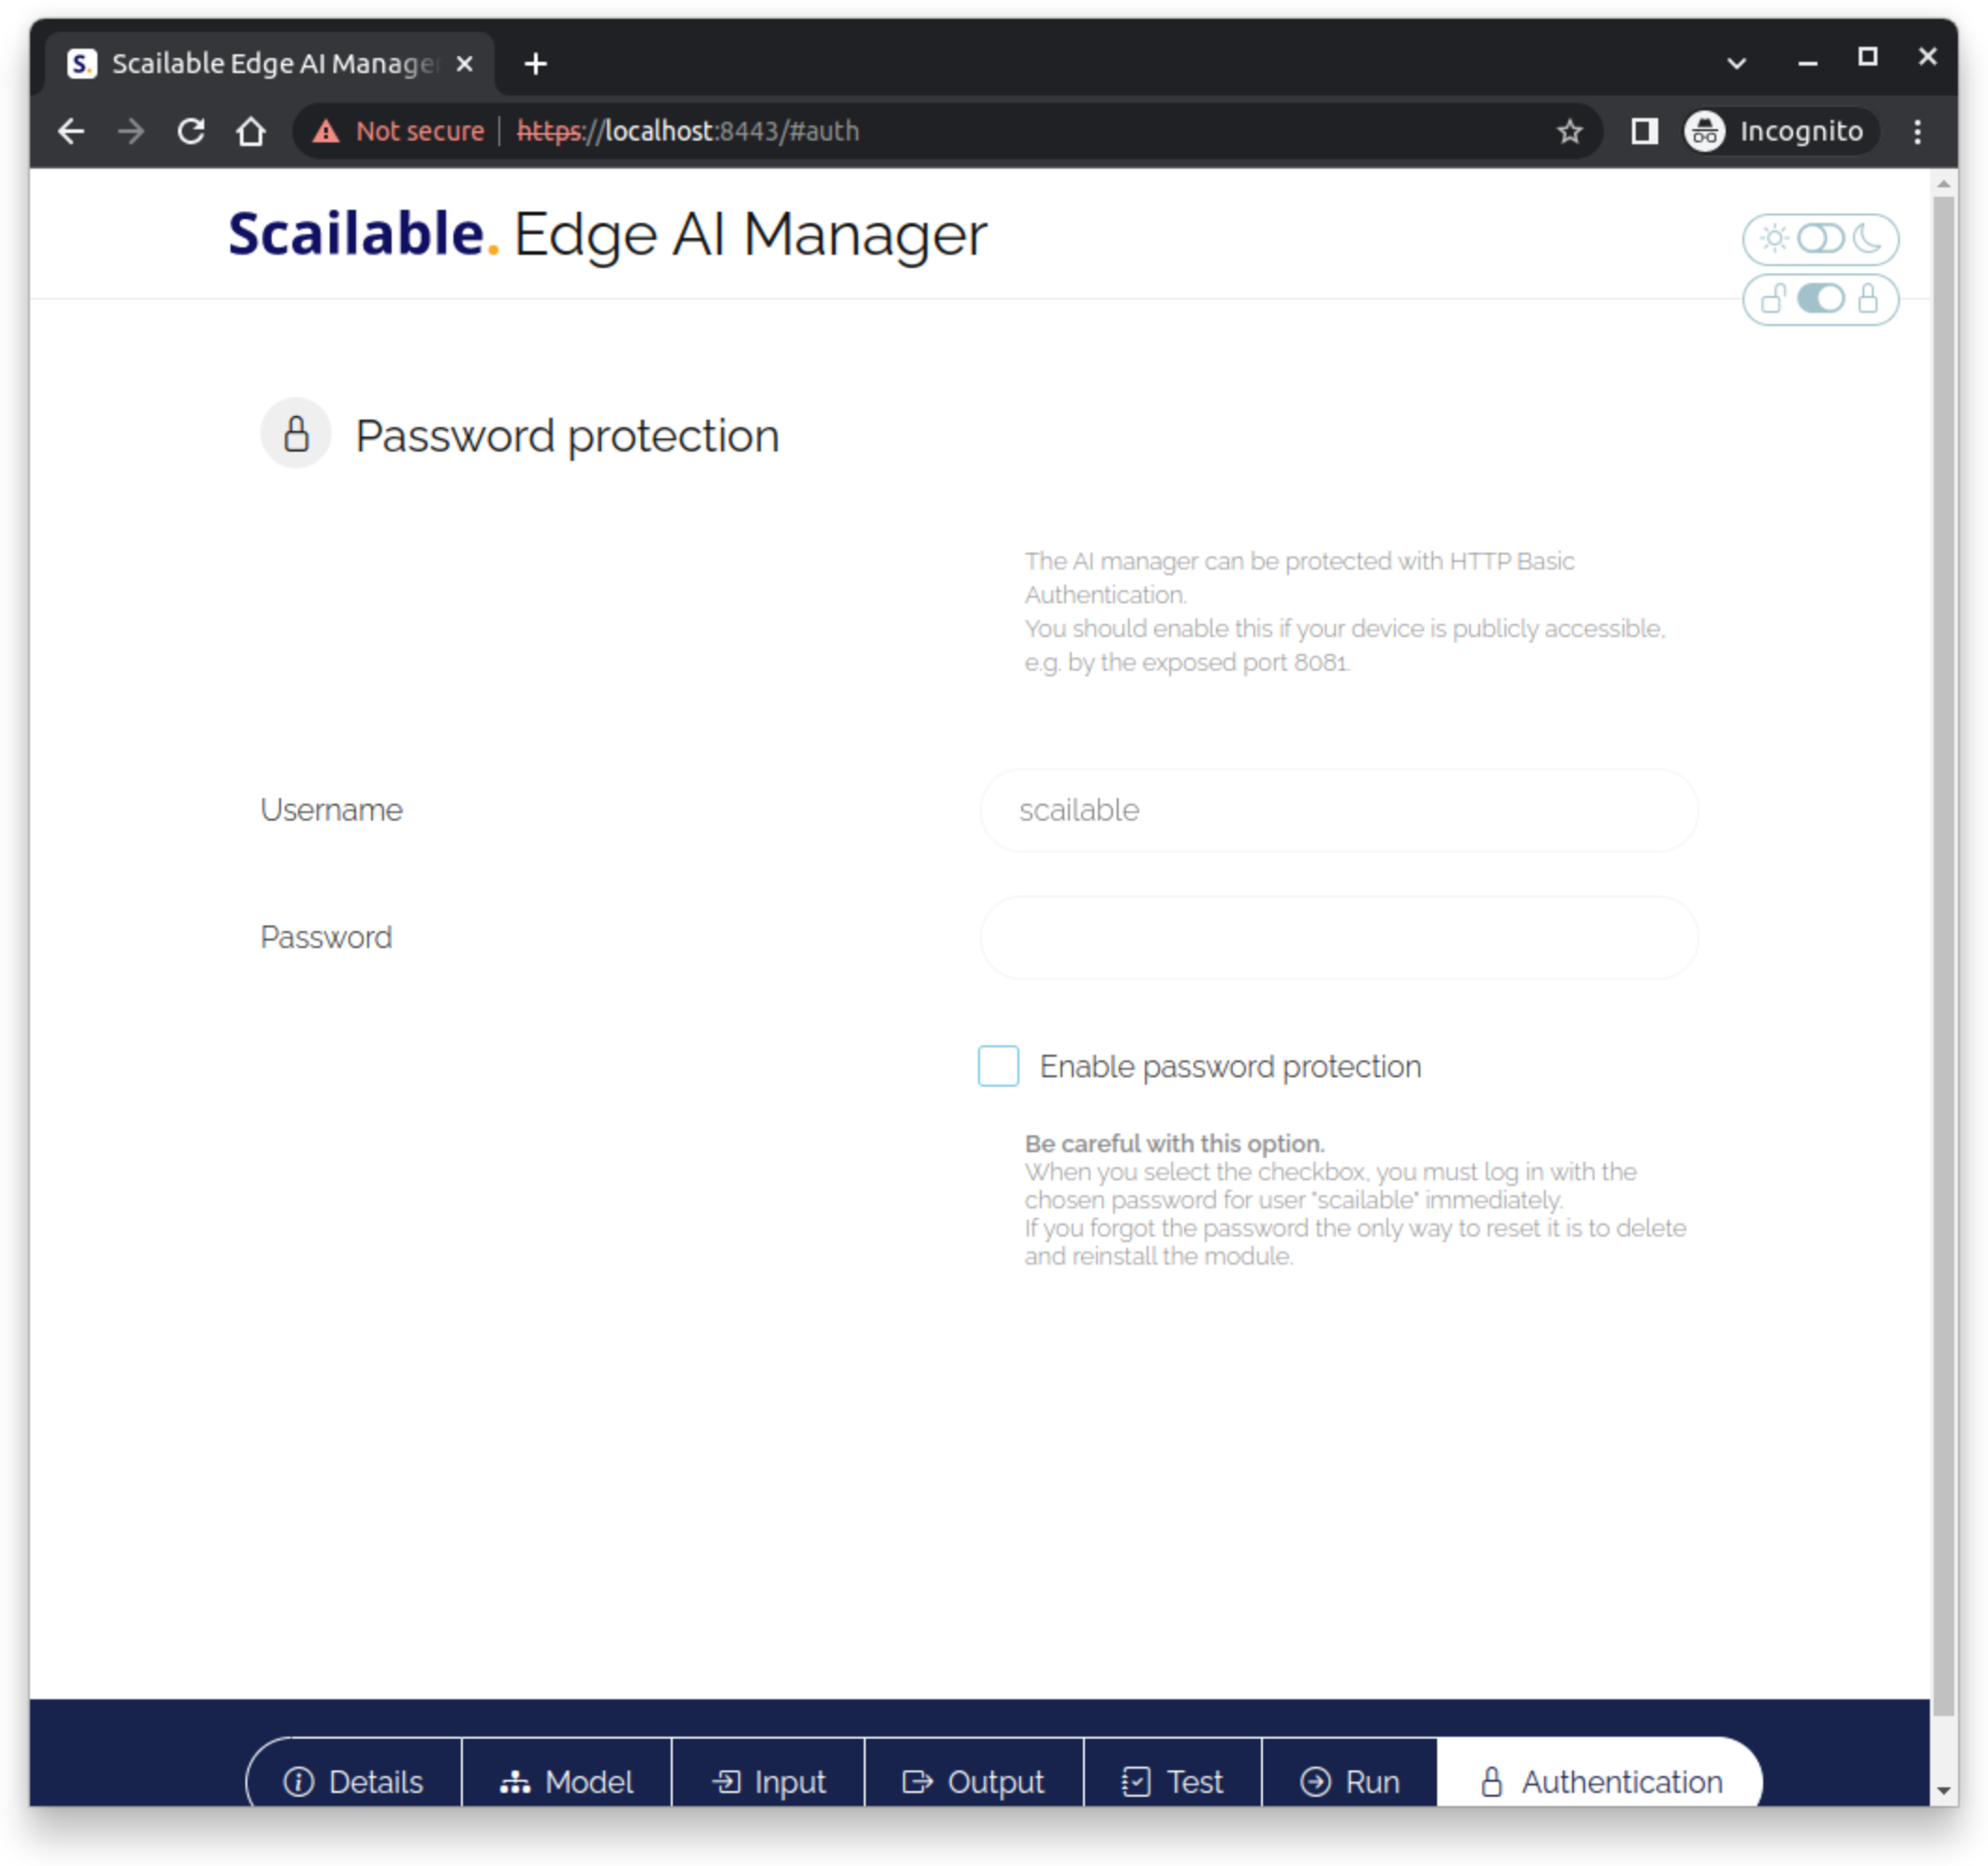 S. Scailable Edge AI Manage
Not secure https://localhost:8443/#auth Incognito
Scailable. Edge AI Manager
Password protection
The AI manager can be protected with HTTP Basic
Authentication.
You should enable this if your device is publicly accessible,
e.g. by the exposed port 8081.
Username scailable
Password
Enable password protection
Be careful with this option.
When you select the checkbox, you must log in with the
chosen password for user "scailable" immediately.
If you forgot the password the only way to reset it is to delete
and reinstall the module.
Details Model Input Output Test Run Authentication